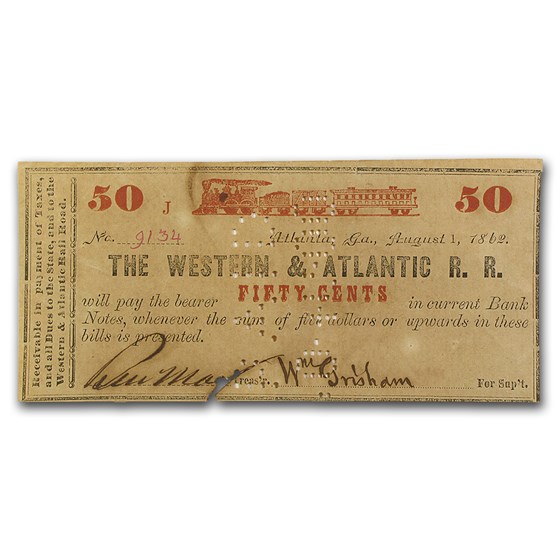 Receivable in payment of Taxes,
and all Dues to the State, and to the
Western & Atlantic Rail Road.
50 J 50
No. 9134 Atlanta, Ga., August 1, 1862.
THE WESTERN & ATLANTIC R. R.
will pay the bearer FIFTY CENTS in current Bank
Notes, whenever the sum of five dollars or upwards in these
bills is presented.
Ben May Treas'r. Wm Grisham For Sup't.